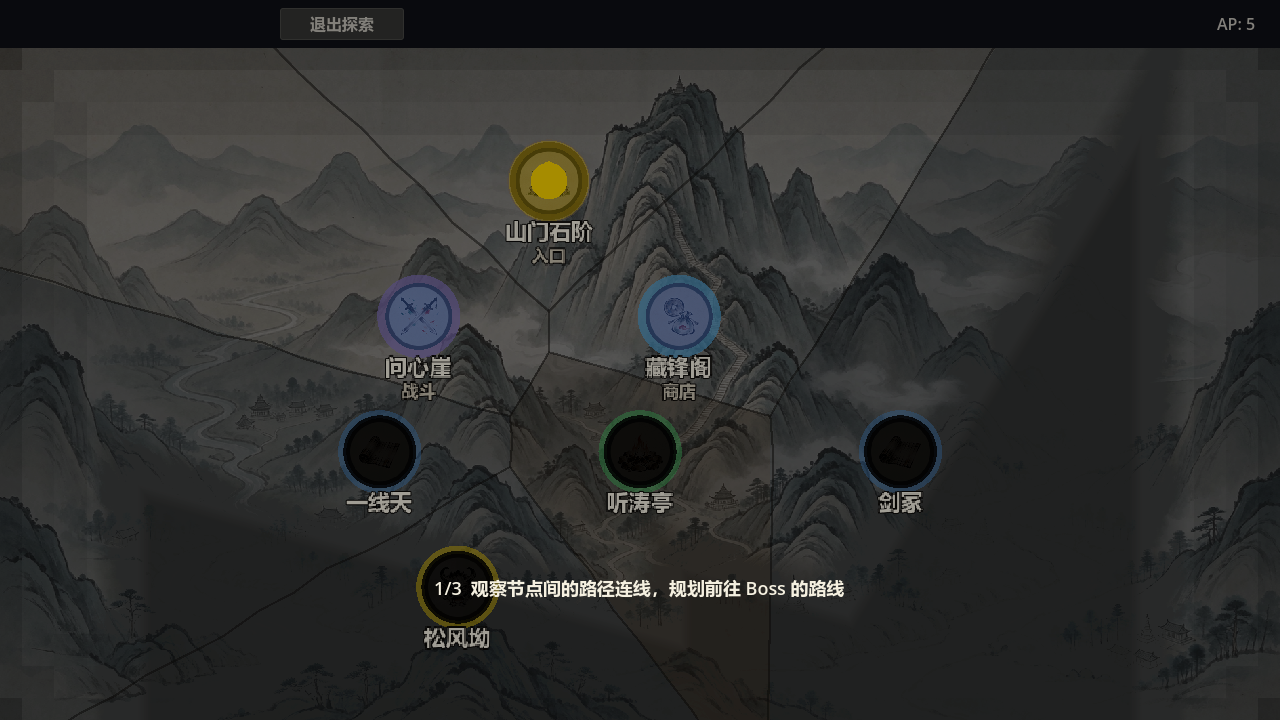 退出探索
AP: 5
山门石阶
入口
问心崖
战斗
藏锋阁
商店
一线天
听涛亭
剑冢
1/3 观察节点间的路径连线，规划前往 Boss 的路线
松风坳